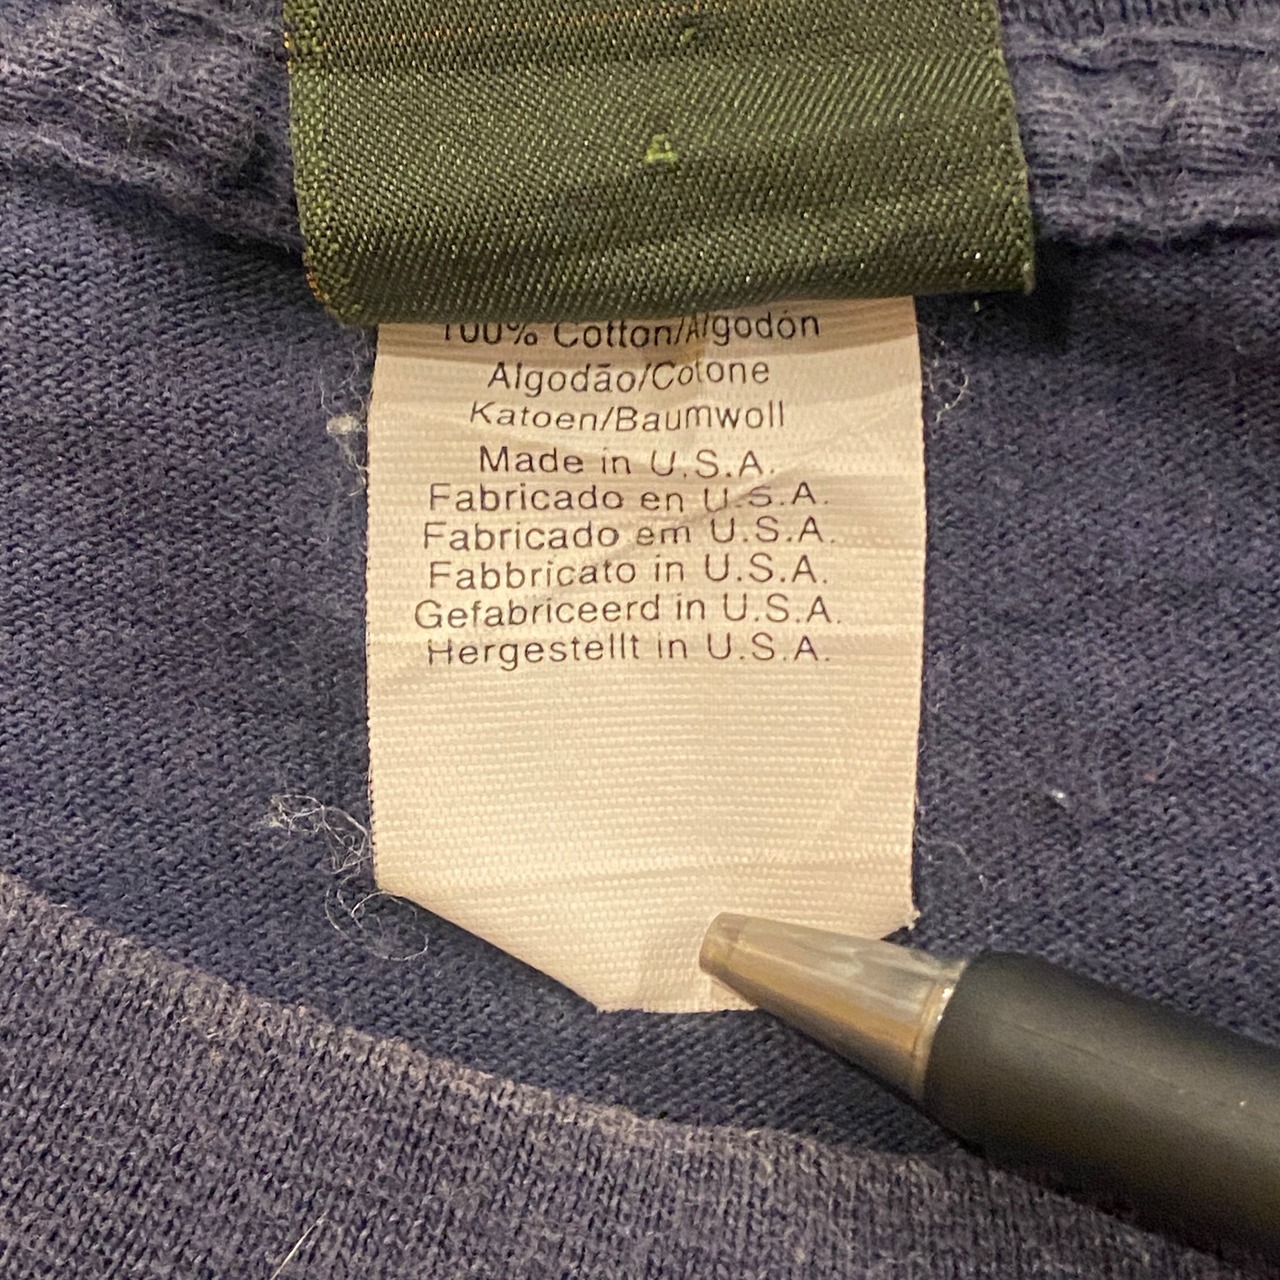 100% Cotton/Algodón
Algodão/Cotone
Katoen/Baumwoll
Made in U.S.A.
Fabricado en U.S.A.
Fabricado em U.S.A.
Fabbricato in U.S.A.
Gefabriceerd in U.S.A.
Hergestellt in U.S.A.